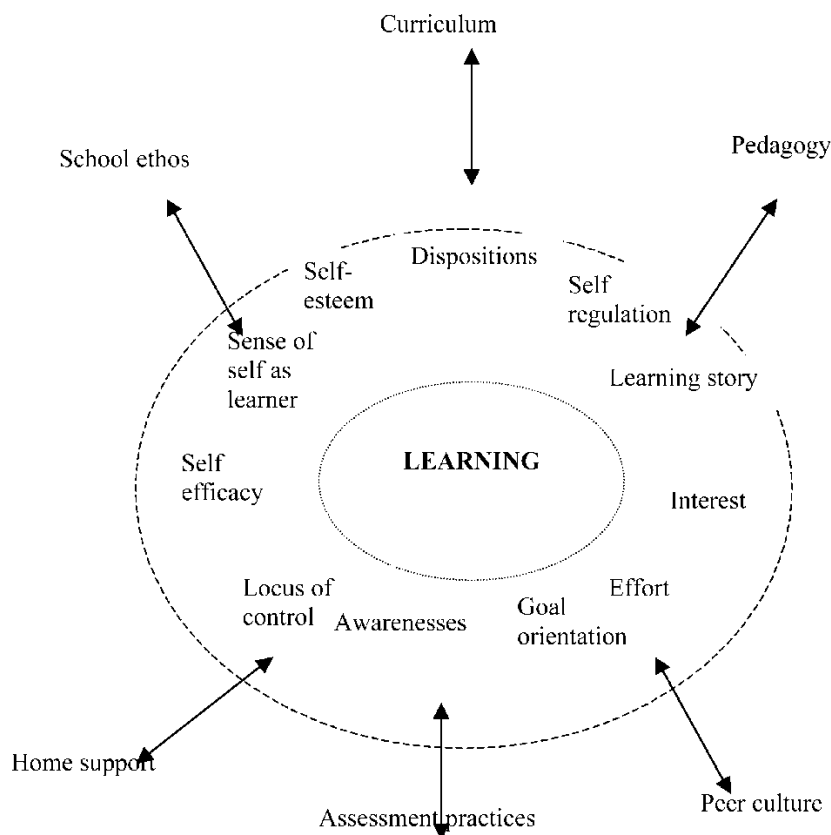 Curriculum
School ethos
Pedagogy
Dispositions
Self-
esteem
Self
regulation
Sense of
self as
learner
Learning story
LEARNING
Self
efficacy
Interest
Locus of
control
Awarenesses
Goal
orientation
Effort
Home support
Assessment practices
Peer culture